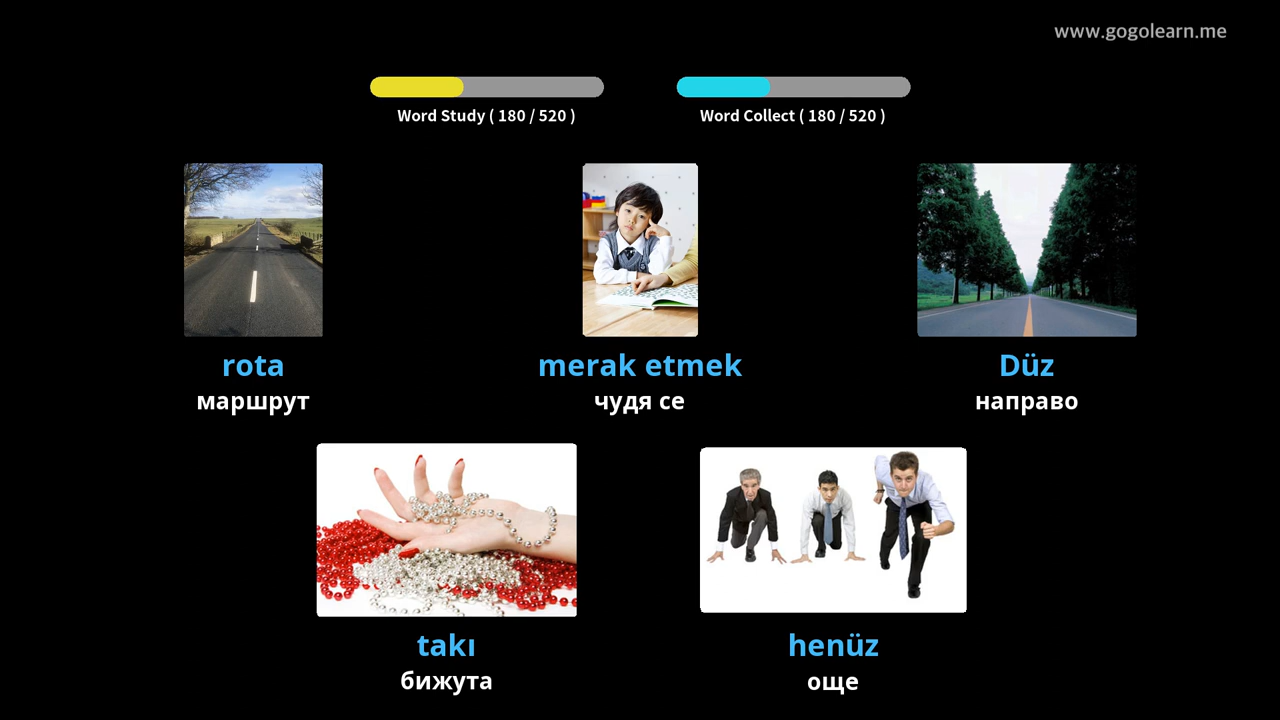 www.gogolearn.me
Word Study ( 180 / 520 )
Word Collect ( 180 / 520 )
rota
маршрут
merak etmek
чудя се
Düz
направо
takı
бижута
henüz
още